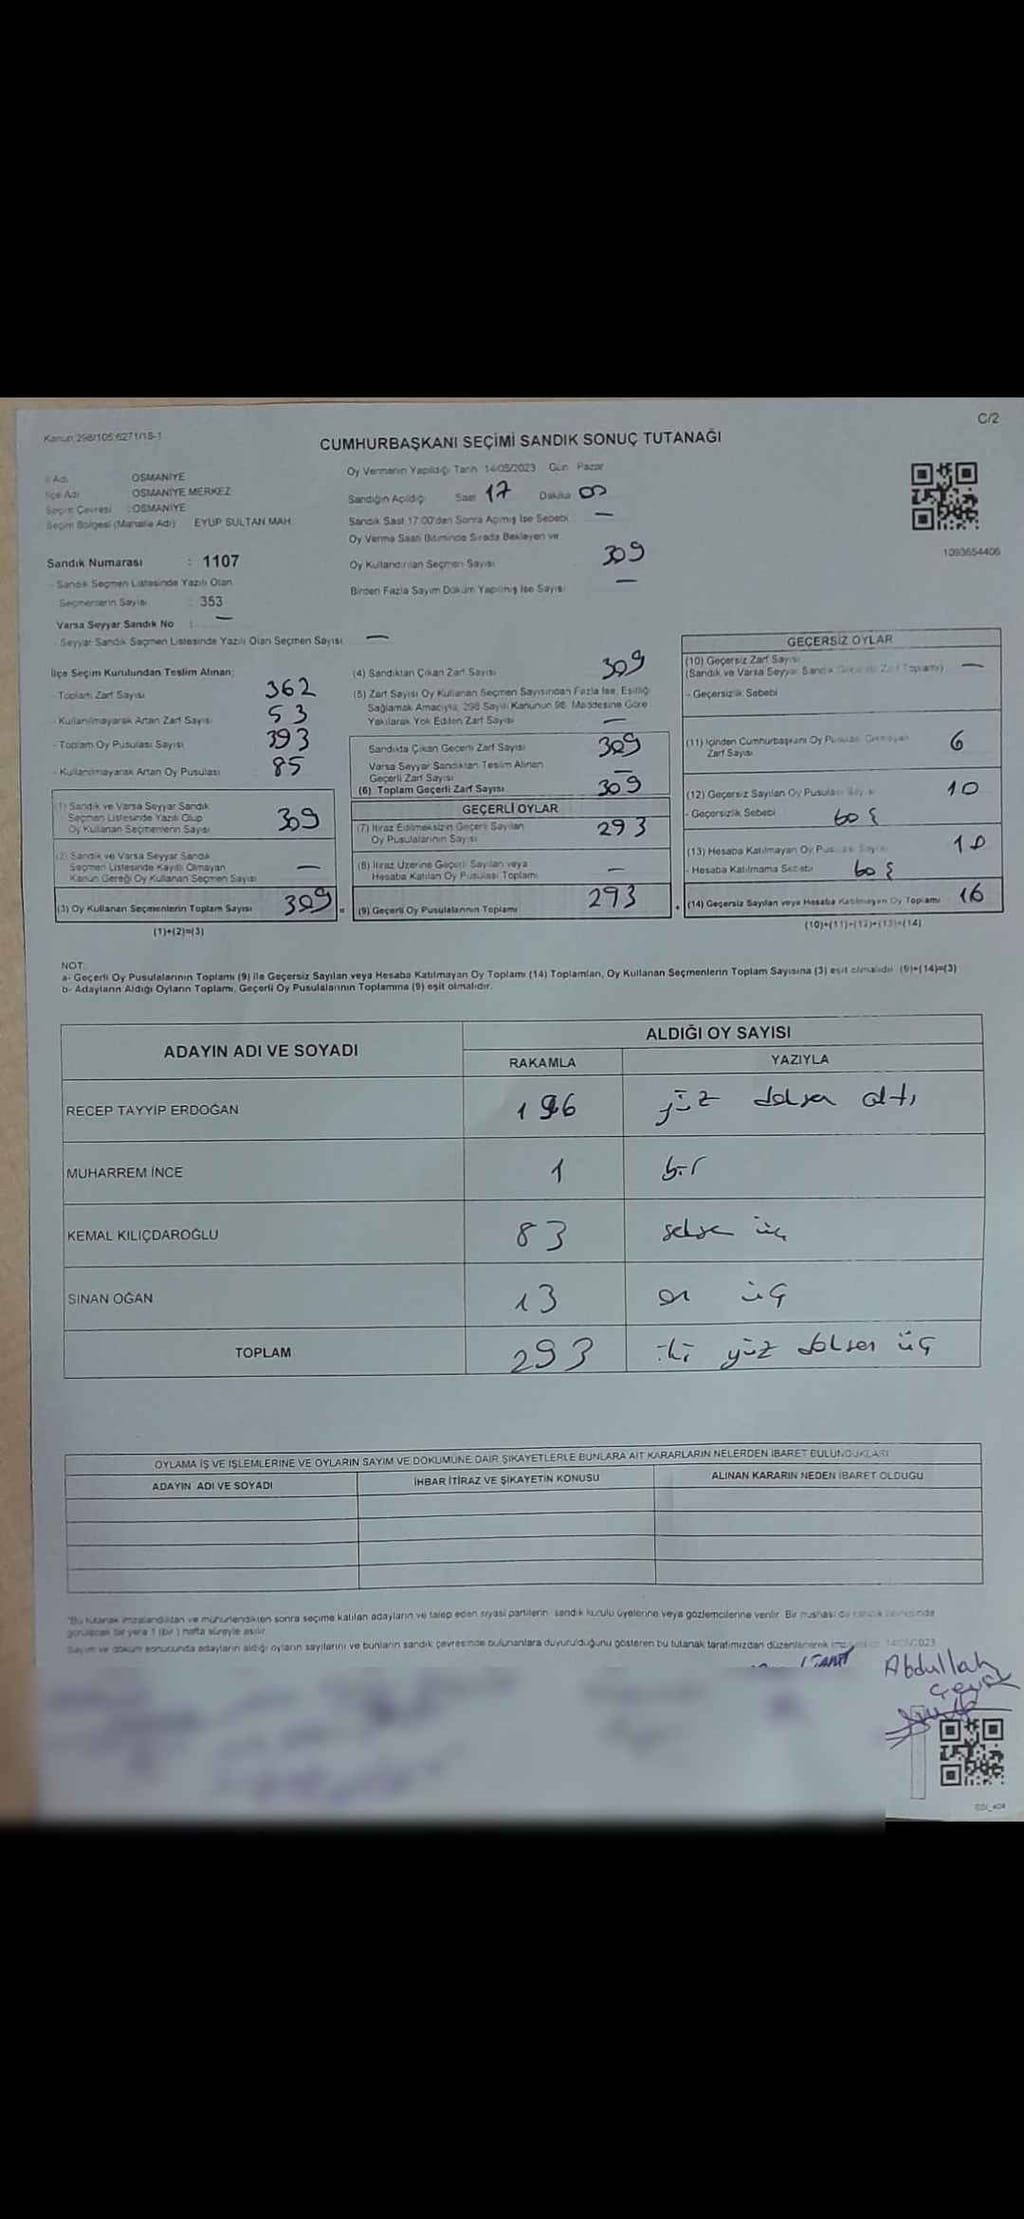 C/2
Kanun 298/105 6271/18-1
CUMHURBAŞKANI SEÇİMİ SANDIK SONUÇ TUTANAĞI
İl Adı OSMANİYE
İlçe Adı OSMANİYE MERKEZ
Seçim Çevresi : OSMANİYE
Seçim Bölgesi (Mahalle Adı) EYUP SULTAN MAH.
Sandık Numarası : 1107
- Sandık Seçmen Listesinde Yazılı Olan
Seçmenlerin Sayısı : 353
Varsa Seyyar Sandık No : —
- Seyyar Sandık Seçmen Listesinde Yazılı Olan Seçmen Sayısı —
Oy Vermenin Yapıldığı Tarih 14/05/2023 Gün Pazar
Sandığın Açıldığı Saat 17 Dakika 00
Sandık Saat 17:00'den Sonra Açılmış İse Sebebi —
Oy Verme Saati Bitiminde Sırada Bekleyen ve
Oy Kullandırılan Seçmen Sayısı 309
Birden Fazla Sayım Döküm Yapılmış İse Sayısı —
1093654406
İlçe Seçim Kurulundan Teslim Alınan;
- Toplam Zarf Sayısı 362
- Kullanılmayarak Artan Zarf Sayısı 53
- Toplam Oy Pusulası Sayısı 393
- Kullanılmayarak Artan Oy Pusulası 85
(1) Sandık ve Varsa Seyyar Sandık
Seçmen Listesinde Yazılı Olup
Oy Kullanan Seçmenlerin Sayısı 309
(2) Sandık ve Varsa Seyyar Sandık
Seçmen Listesinde Kayıtlı Olmayan
Kanun Gereği Oy Kullanan Seçmen Sayısı —
(3) Oy Kullanan Seçmenlerin Toplam Sayısı 309 =
(1)+(2)=(3)
(4) Sandıktan Çıkan Zarf Sayısı 309
(5) Zarf Sayısı Oy Kullanan Seçmen Sayısından Fazla İse, Eşitliği
Sağlamak Amacıyla, 298 Sayılı Kanunun 98. Maddesine Göre
Yakılarak Yok Edilen Zarf Sayısı —
Sandıkta Çıkan Geçerli Zarf Sayısı 309
Varsa Seyyar Sandıktan Teslim Alınan
Geçerli Zarf Sayısı —
(6) Toplam Geçerli Zarf Sayısı 309
GEÇERLİ OYLAR
(7) İtiraz Edilmeksizin Geçerli Sayılan
Oy Pusulalarının Sayısı 293
(8) İtiraz Üzerine Geçerli Sayılan veya
Hesaba Katılan Oy Pusulası Toplamı —
(9) Geçerli Oy Pusulalarının Toplamı 293 +
GEÇERSİZ OYLAR
(10) Geçersiz Zarf Sayısı
(Sandık ve Varsa Seyyar Sandık Geçersiz Zarf Toplamı) —
- Geçersizlik Sebebi
(11) İçinden Cumhurbaşkanı Oy Pusulası Çıkmayan
Zarf Sayısı 6
(12) Geçersiz Sayılan Oy Pusulası Sayısı 10
- Geçersizlik Sebebi boş
(13) Hesaba Katılmayan Oy Pusulası Sayısı 10
- Hesaba Katılmama Sebebi boş
(14) Geçersiz Sayılan veya Hesaba Katılmayan Oy Toplamı 16
(10)+(11)+(12)+(13)=(14)
NOT:
a- Geçerli Oy Pusulalarının Toplamı (9) ile Geçersiz Sayılan veya Hesaba Katılmayan Oy Toplamı (14) Toplamları, Oy Kullanan Seçmenlerin Toplam Sayısına (3) eşit olmalıdır. (9)+(14)=(3)
b- Adayların Aldığı Oyların Toplamı, Geçerli Oy Pusulalarının Toplamına (9) eşit olmalıdır.
ADAYIN ADI VE SOYADI
ALDIĞI OY SAYISI
RAKAMLA YAZIYLA
RECEP TAYYİP ERDOĞAN 196 yüz doksan altı
MUHARREM İNCE 1 bir
KEMAL KILIÇDAROĞLU 83 seksen üç
SİNAN OĞAN 13 on üç
TOPLAM 293 iki yüz doksan üç
OYLAMA İŞ VE İŞLEMLERİNE VE OYLARIN SAYIM VE DÖKÜMÜNE DAİR ŞİKAYETLERLE BUNLARA AİT KARARLARIN NELERDEN İBARET BULUNDUKLARI
ADAYIN ADI VE SOYADI İHBAR İTİRAZ VE ŞİKAYETİN KONUSU ALINAN KARARIN NEDEN İBARET OLDUĞU
*Bu tutanak imzalandıktan ve mühürlendikten sonra seçime katılan adayların ve talep eden siyasi partilerin, sandık kurulu üyelerine veya gözlemcilerine verilir. Bir nüshası da sandık çevresinde
görülecek bir yere 1 (bir) hafta süreyle asılır.
Sayım ve döküm sonucunda adayların aldığı oyların sayılarını ve bunların sandık çevresinde bulunanlara duyurulduğunu gösteren bu tutanak tarafımızdan düzenlenerek 14/05/2023
Abdullah